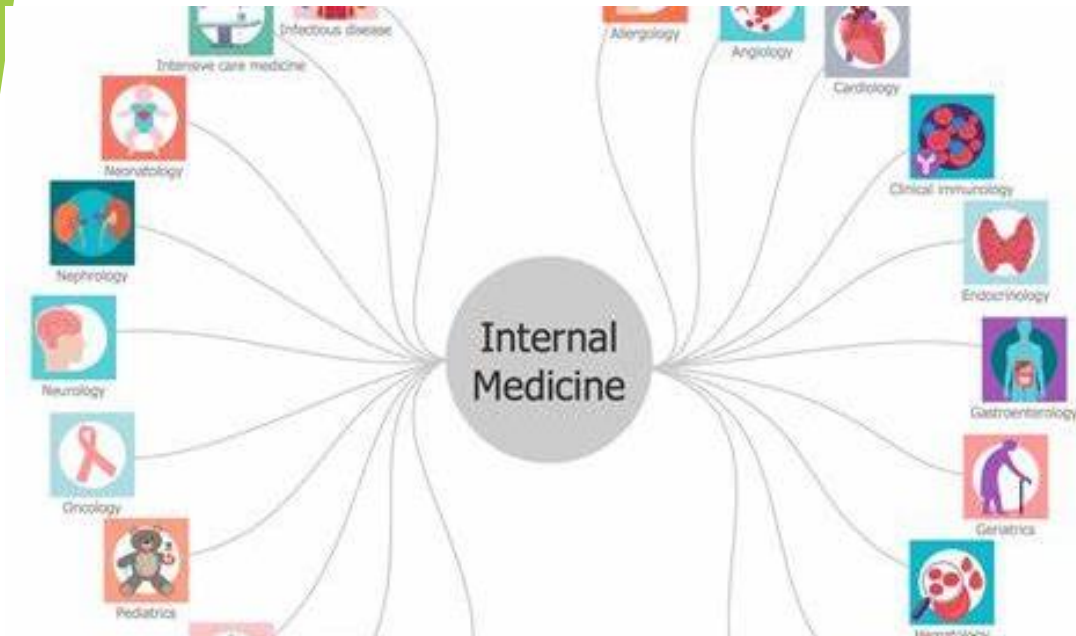 Infectious disease
Allergology
Angiology
Intensive care medicine
Cardiology
Neonatology
Clinical immunology
Nephrology
Endocrinology
Internal
Medicine
Neurology
Gastroenterology
Oncology
Geriatrics
Pediatrics
Hematology